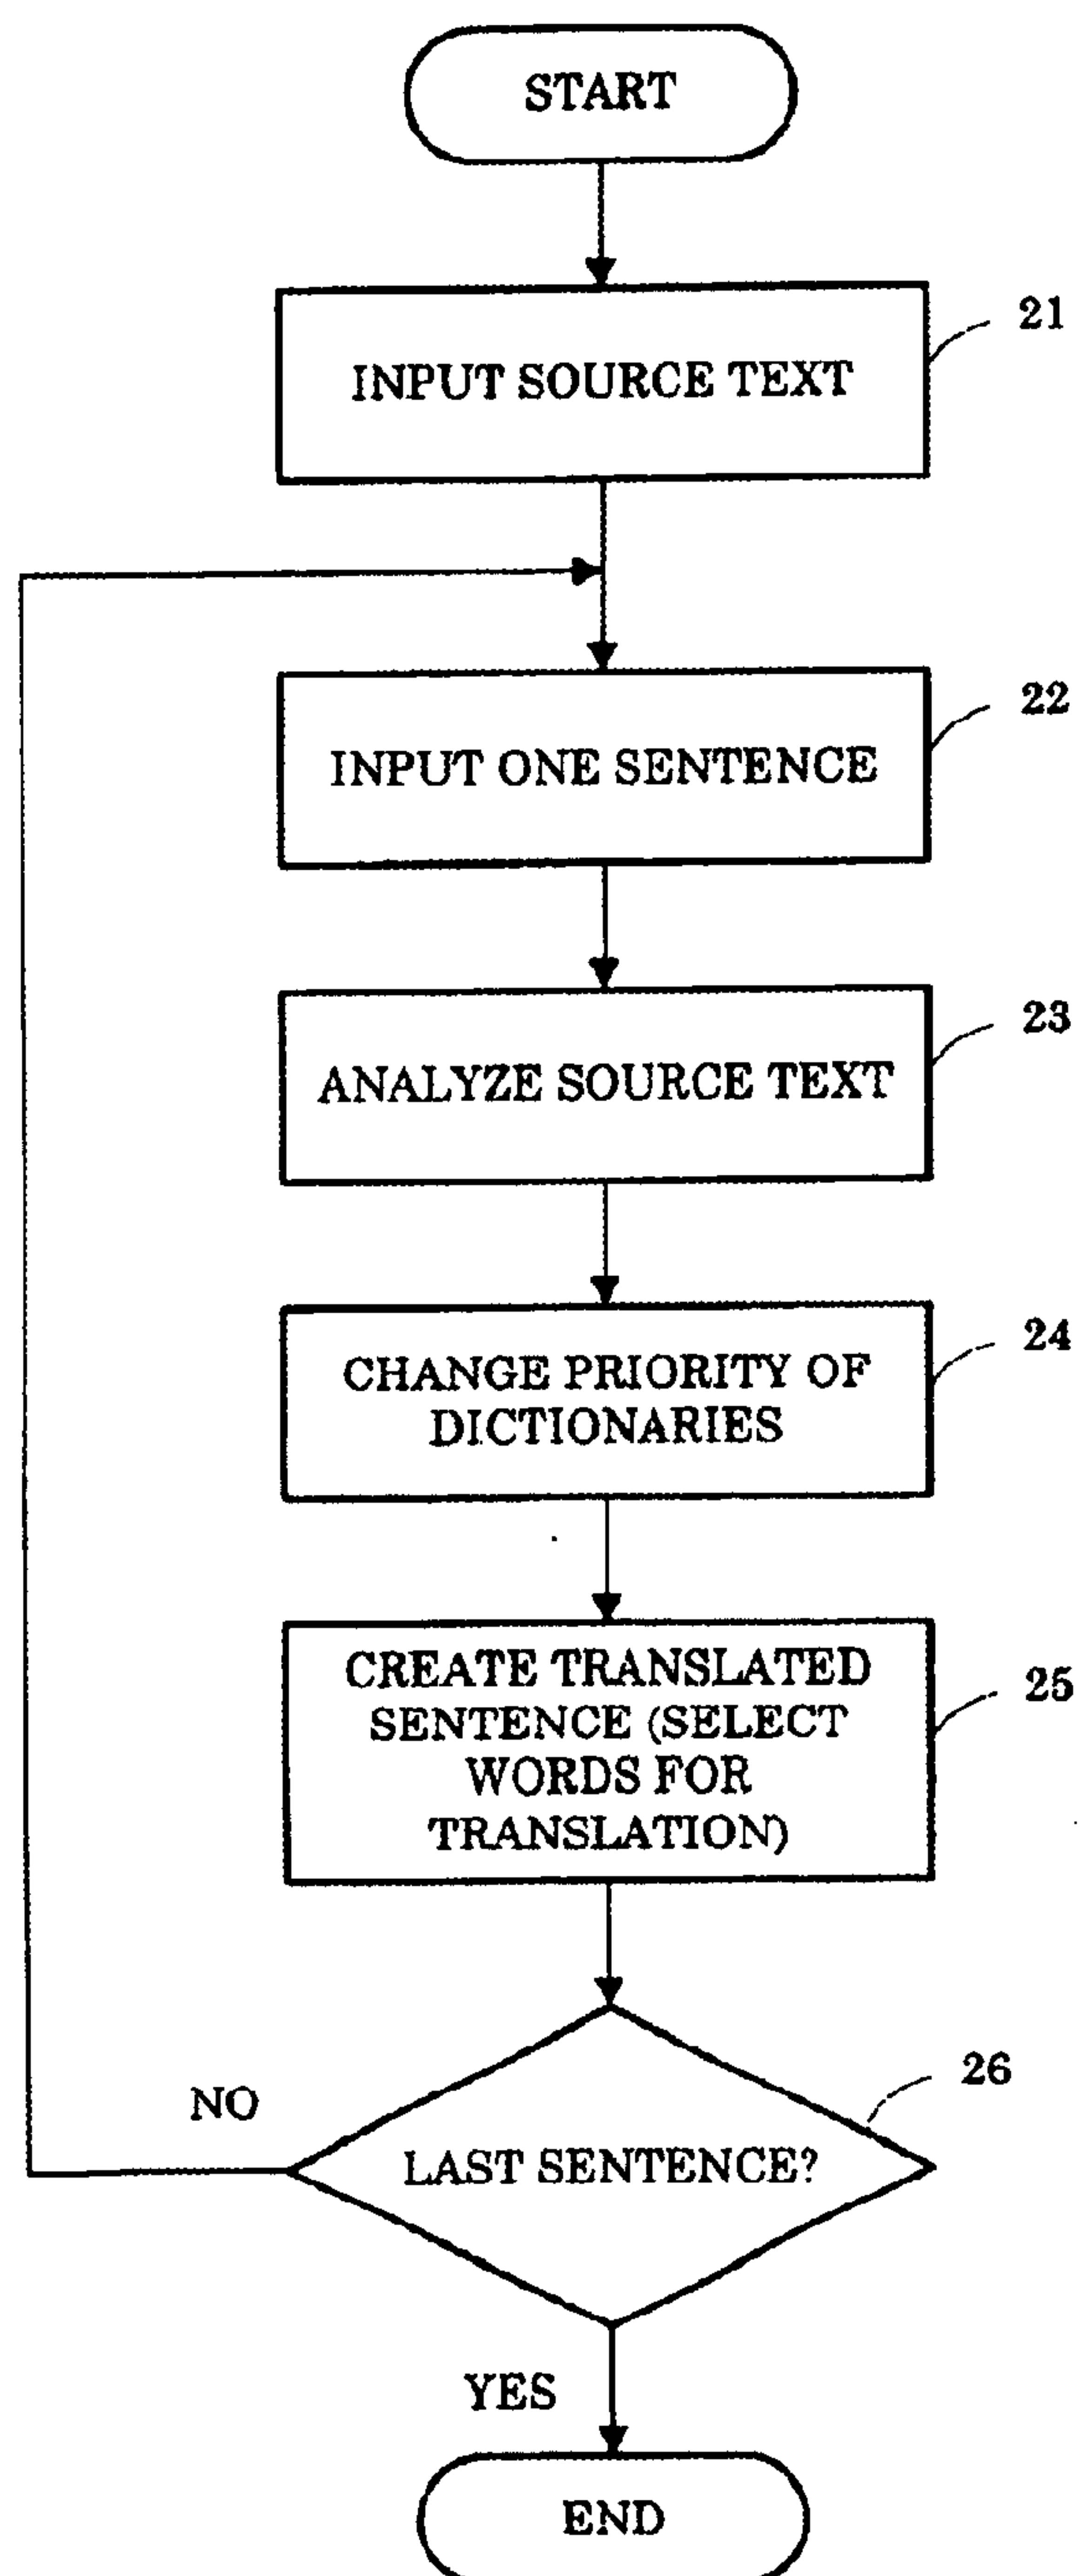 START
INPUT SOURCE TEXT
21
INPUT ONE SENTENCE
22
ANALYZE SOURCE TEXT
23
CHANGE PRIORITY OF
DICTIONARIES
24
CREATE TRANSLATED
SENTENCE (SELECT
WORDS FOR
TRANSLATION)
25
LAST SENTENCE?
26
NO
YES
END